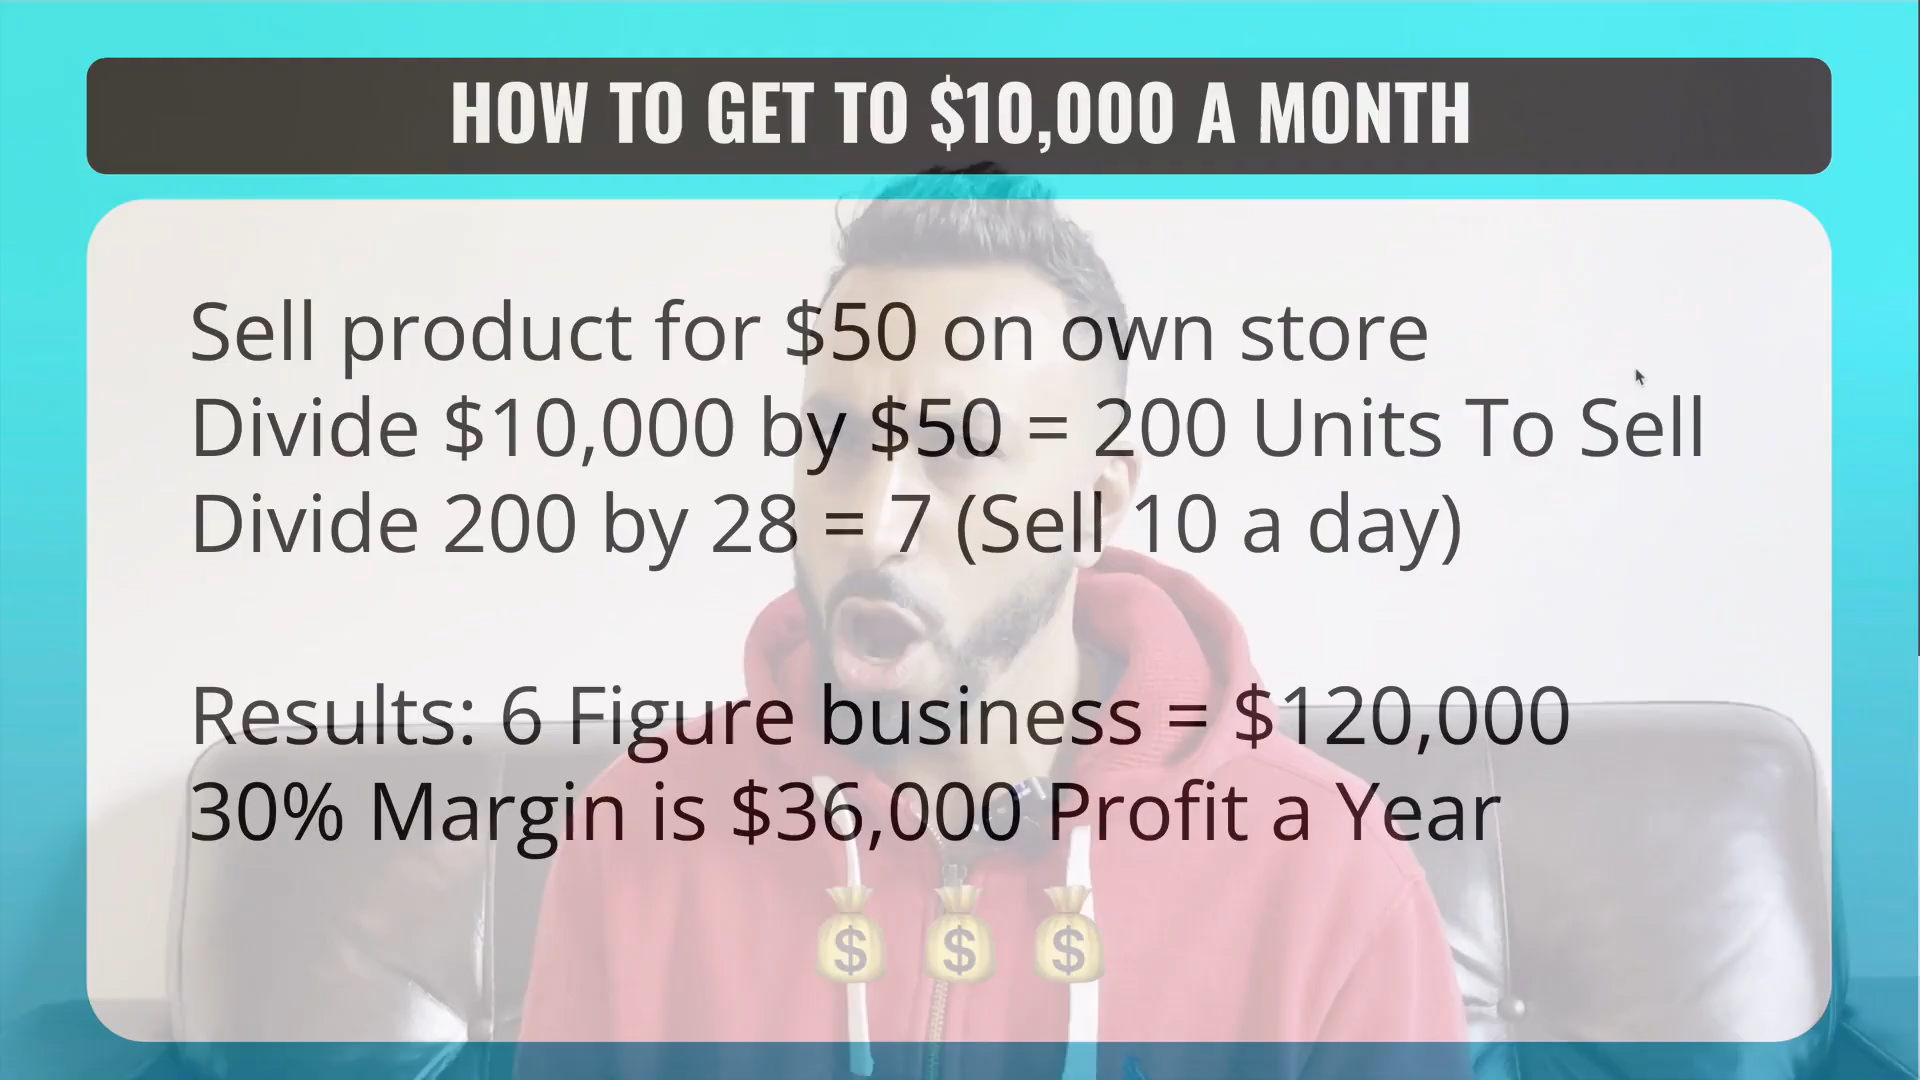 HOW TO GET TO $10,000 A MONTH
Sell product for $50 on own store
Divide $10,000 by $50 = 200 Units To Sell
Divide 200 by 28 = 7 (Sell 10 a day)
Results: 6 Figure business = $120,000
30% Margin is $36,000 Profit a Year
$ $ $